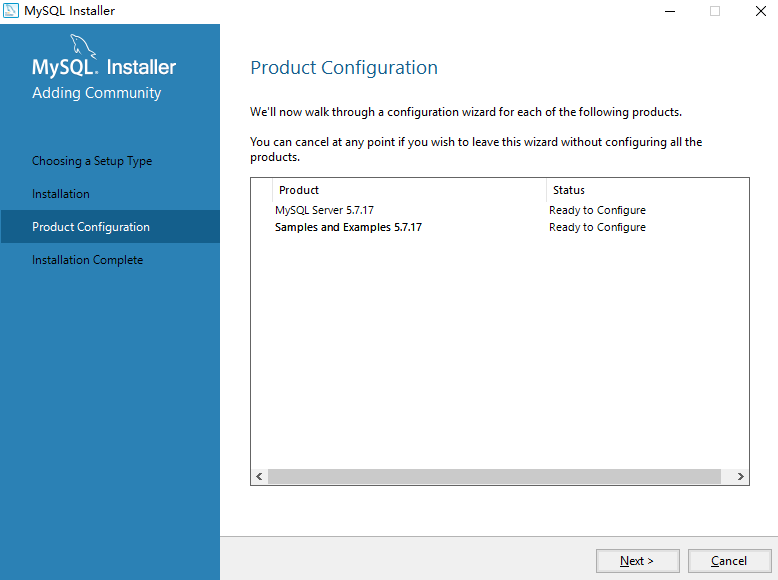 MySQL Installer
MySQL. Installer
Adding Community
Choosing a Setup Type
Installation
Product Configuration
Installation Complete
Product Configuration
We'll now walk through a configuration wizard for each of the following products.
You can cancel at any point if you wish to leave this wizard without configuring all the
products.
Product Status
MySQL Server 5.7.17 Ready to Configure
Samples and Examples 5.7.17 Ready to Configure
Next > Cancel